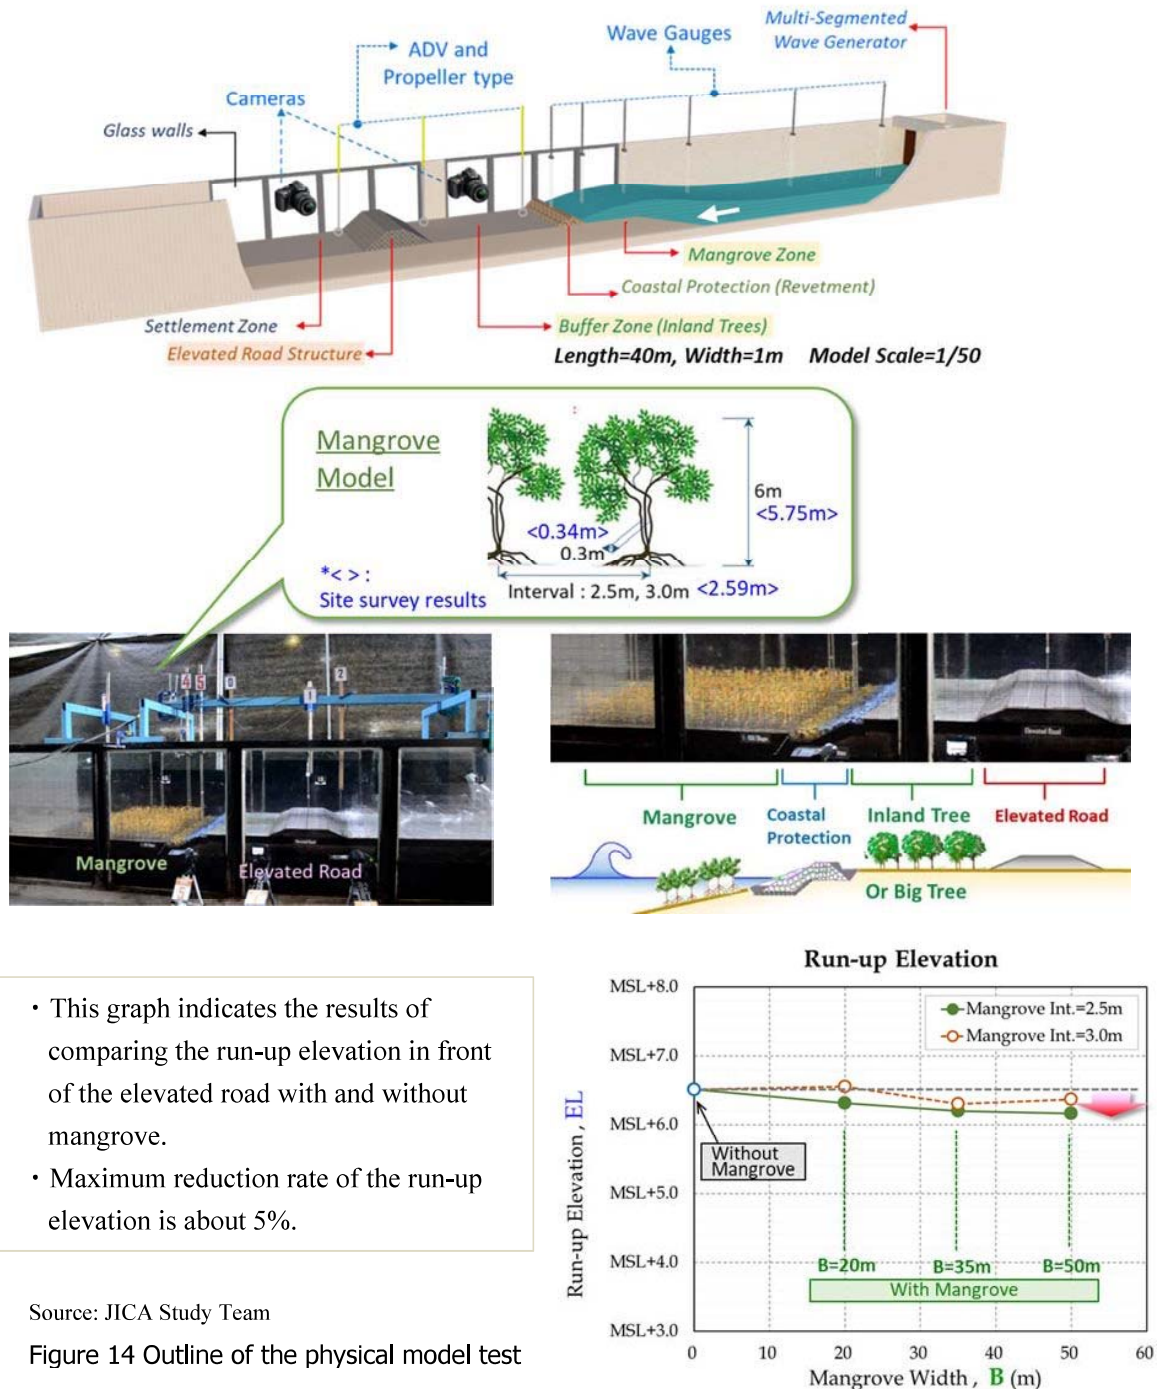 Multi-Segmented
Wave Generator
Wave Gauges
ADV and
Propeller type
Cameras
Glass walls
Mangrove Zone
Coastal Protection (Revetment)
Settlement Zone
Buffer Zone (Inland Trees)
Elevated Road Structure
Length=40m, Width=1m Model Scale=1/50
Mangrove
Model
6m
<5.75m>
<0.34m>
0.3m
*< > :
Site survey results
Interval : 2.5m, 3.0m <2.59m>
4 5
2
1
Mangrove
Elevated Road
Elevated Road
Mangrove
Coastal
Protection
Inland Tree
Elevated Road
Or Big Tree
・This graph indicates the results of
comparing the run-up elevation in front
of the elevated road with and without
mangrove.
・Maximum reduction rate of the run-up
elevation is about 5%.
Source: JICA Study Team
Figure 14 Outline of the physical model test
Run-up Elevation
MSL+8.0
MSL+7.0
MSL+6.0
MSL+5.0
MSL+4.0
MSL+3.0
Run-up Elevation , EL
Mangrove Int.=2.5m
Mangrove Int.=3.0m
Without
Mangrove
B=20m B=35m B=50m
With Mangrove
0 10 20 30 40 50 60
Mangrove Width , B (m)